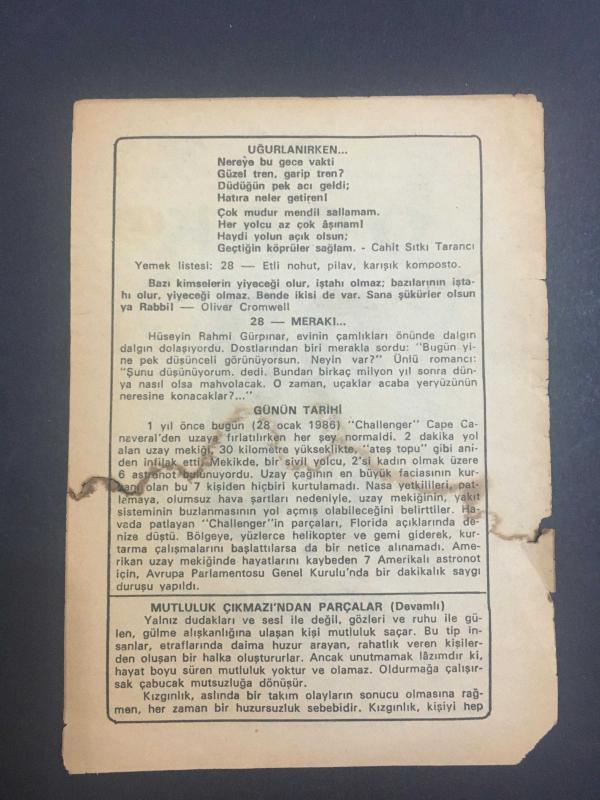 UĞURLANIRKEN...
Nereye bu gece vakti
Güzel tren, garip tren?
Düdüğün pek acı geldi;
Hatıra neler getiren!
Çok mudur mendil sallamam.
Her yolcu az çok âşınam!
Haydi yolun açık olsun;
Geçtiğin köprüler sağlam. - Cahit Sıtkı Tarancı
Yemek listesi: 28 — Etli nohut, pilav, karışık komposto.
Bazı kimselerin yiyeceği olur, iştahı olmaz; bazılarının işta-
hı olur, yiyeceği olmaz. Bende ikisi de var. Sana şükürler olsun
ya Rabbi! — Oliver Cromwell
28 — MERAKI...
Hüseyin Rahmi Gürpınar, evinin çamlıkları önünde dalgın
dalgın dolaşıyordu. Dostlarından biri merakla sordu: "Bugün yi-
ne pek düşünceli görünüyorsun. Neyin var?" Ünlü romancı:
"Şunu düşünüyorum. dedi. Bundan birkaç milyon yıl sonra dün-
ya nasıl olsa mahvolacak. O zaman, uçaklar acaba yeryüzünün
neresine konacaklar?..."
GÜNÜN TARİHİ
1 yıl önce bugün (28 ocak 1986) "Challenger" Cape Ca-
naveral'den uzaya fırlatılırken her şey normaldi. 2 dakika yol
alan uzay mekiği, 30 kilometre yükseklikte, "ateş topu" gibi ani-
den infilak etti. Mekikde, bir sivil yolcu, 2'si kadın olmak üzere
6 astronot bulunuyordu. Uzay çağının en büyük faciasının kur-
banı olan bu 7 kişiden hiçbiri kurtulamadı. Nasa yetkilileri, pat-
lamaya, olumsuz hava şartları nedeniyle, uzay mekiğinin, yakıt
sisteminin buzlanmasının yol açmış olabileceğini belirttiler. Ha-
vada patlayan "Challenger"in parçaları, Florida açıklarında de-
nize düştü. Bölgeye, yüzlerce helikopter ve gemi giderek, kur-
tarma çalışmalarını başlattılarsa da bir netice alınamadı. Ame-
rikan uzay mekiğinde hayatlarını kaybeden 7 Amerikalı astronot
için, Avrupa Parlamentosu Genel Kurulu'nda bir dakikalık saygı
duruşu yapıldı.
MUTLULUK ÇIKMAZI'NDAN PARÇALAR (Devamlı)
Yalnız dudakları ve sesi ile değil, gözleri ve ruhu ile gü-
len, gülme alışkanlığına ulaşan kişi mutluluk saçar. Bu tip in-
sanlar, etraflarında daima huzur arayan, rahatlık veren kişiler-
den oluşan bir halka oluştururlar. Ancak unutmamak lâzımdır ki,
hayat boyu süren mutluluk yoktur ve olamaz. Oldurmağa çalışır-
sak çabucak mutsuzluğa dönüşür.
Kızgınlık, aslında bir takım olayların sonucu olmasına rağ-
men, her zaman bir huzursuzluk sebebidir. Kızgınlık, kişiyi hep